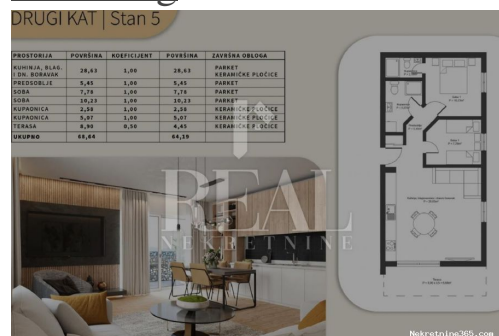 DRUGI KAT | Stan 5
PROSTORIJA POVRŠINA KOEFICIJENT POVRŠINA ZAVRŠNA OBLOGA
KUHINJA, BLAG. I DN. BORAVAK 28,63 1,00 28,63 PARKET KERAMIČKE PLOČICE
PREDSOBLJE 5,45 1,00 5,45 PARKET
SOBA 7,78 1,00 7,78 PARKET
SOBA 10,23 1,00 10,23 PARKET
KUPAONICA 2,58 1,00 2,58 KERAMIČKE PLOČICE
KUPAONICA 5,07 1,00 5,07 KERAMIČKE PLOČICE
TERASA 8,90 0,50 4,45 KERAMIČKE PLOČICE
UKUPNO 64,19
REAL
NEKRETNINE
Nekretnine365.com